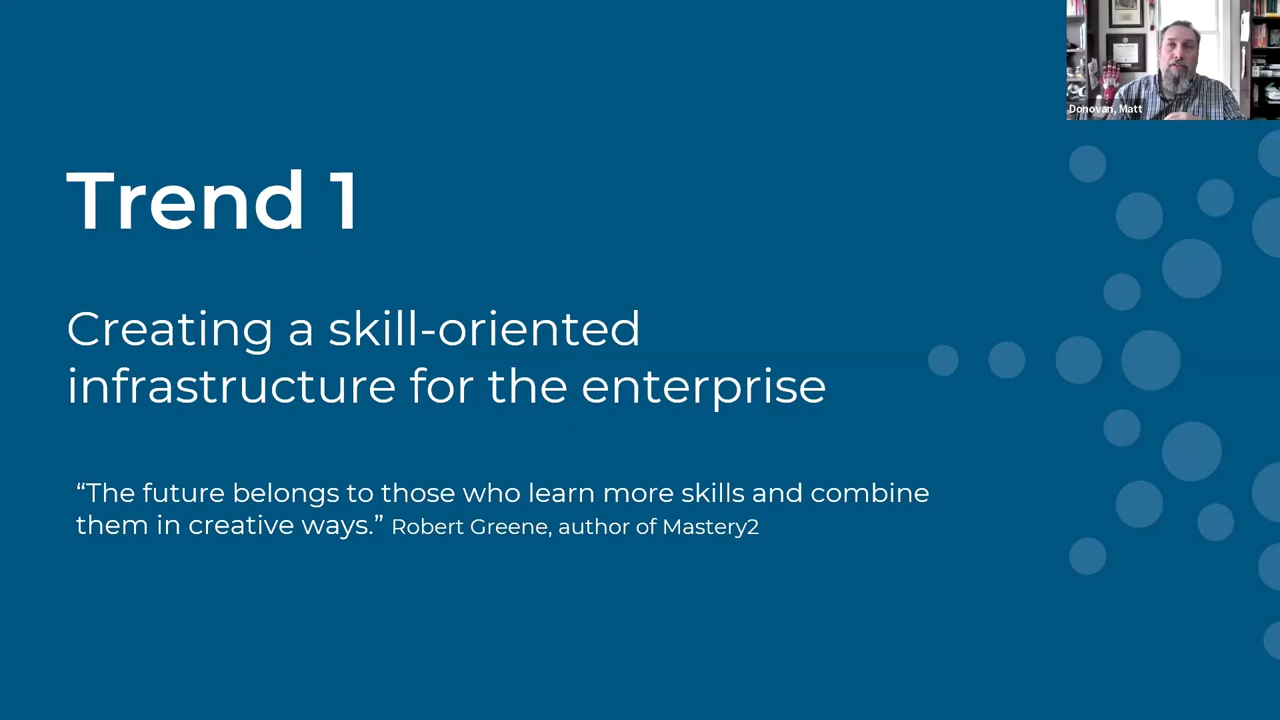 Donovan, Matt
Trend 1
Creating a skill-oriented
infrastructure for the enterprise
“The future belongs to those who learn more skills and combine
them in creative ways.” Robert Greene, author of Mastery2